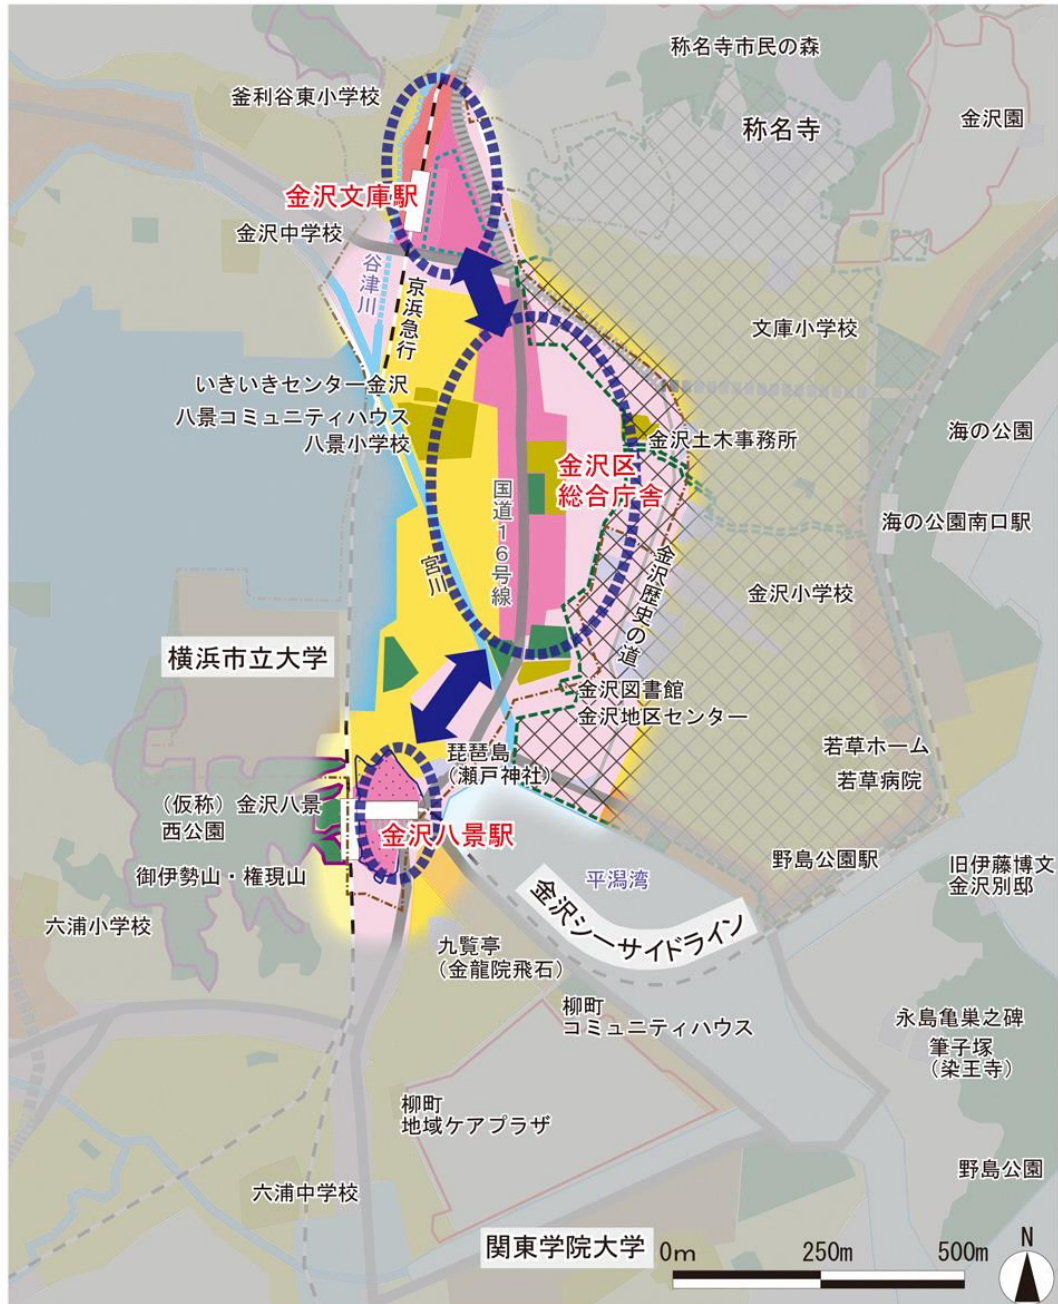 称名寺市民の森
釜利谷東小学校
金沢園
称名寺
金沢文庫駅
金沢中学校
谷津川
京浜急行
文庫小学校
いきいきセンター金沢
八景コミュニティハウス
八景小学校
金沢土木事務所
海の公園
金沢区
総合庁舎
国道16号線
海の公園南口駅
宮川
金沢歴史の道
金沢小学校
横浜市立大学
金沢図書館
金沢地区センター
琵琶島
(瀬戸神社)
若草ホーム
若草病院
(仮称)金沢八景
西公園
金沢八景駅
御伊勢山・権現山
野島公園駅
旧伊藤博文
金沢別邸
平潟湾
金沢シーサイドライン
六浦小学校
九覧亭
(金龍院飛石)
柳町
コミュニティハウス
永島亀巣之碑
筆子塚
(染王寺)
柳町
地域ケアプラザ
野島公園
六浦中学校
関東学院大学
0m 250m 500m
N